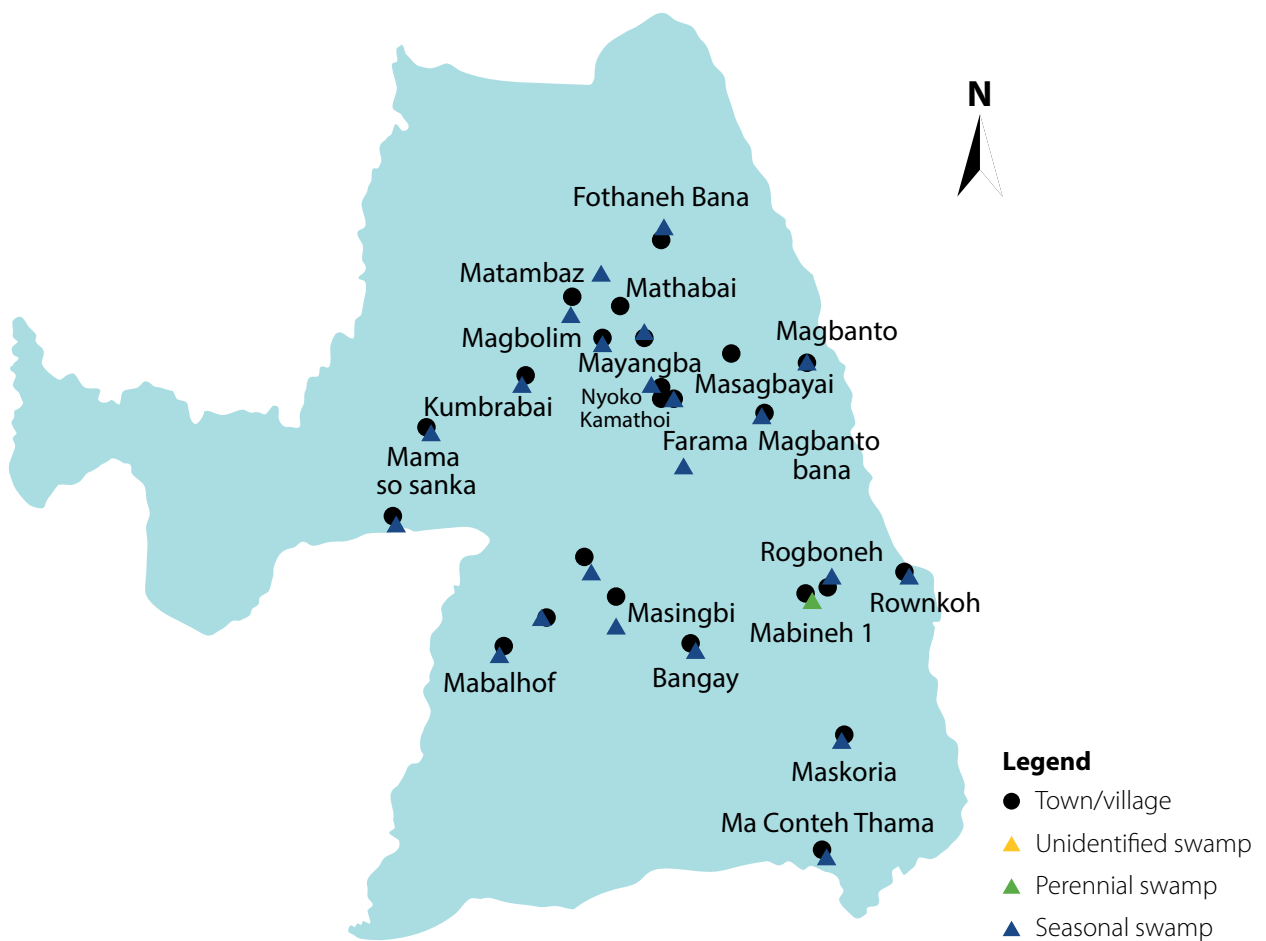 N
Fothaneh Bana
Matambaz
Mathabai
Magbolim
Magbanto
Mayangba
Masagbayai
Nyoko
Kamathoi
Kumbrabai
Farama
Magbanto
bana
Mama
so sanka
Rogboneh
Rownkoh
Masingbi
Mabineh 1
Mabalhof
Bangay
Maskoria
Ma Conteh Thama
Legend
Town/village
Unidentified swamp
Perennial swamp
Seasonal swamp